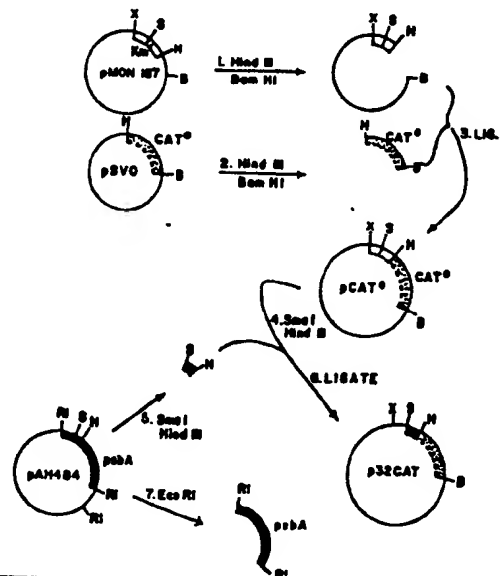 X
S
H
Km
pMON 187
B
1. Hind III
Bam HI
X
S
H
B
H
CAT°
pSVO
B
2. Hind III
Bam HI
H
CAT°
B
3. LIG.
X
S
H
CAT°
pCAT°
B
4. SmaI
Hind III
S
H
6. LIGATE
5. SmaI
Hind III
RI
S
H
psbA
pAH484
RI
RI
7. Eco RI
RI
psbA
RI
X
S
H
p32CAT
B